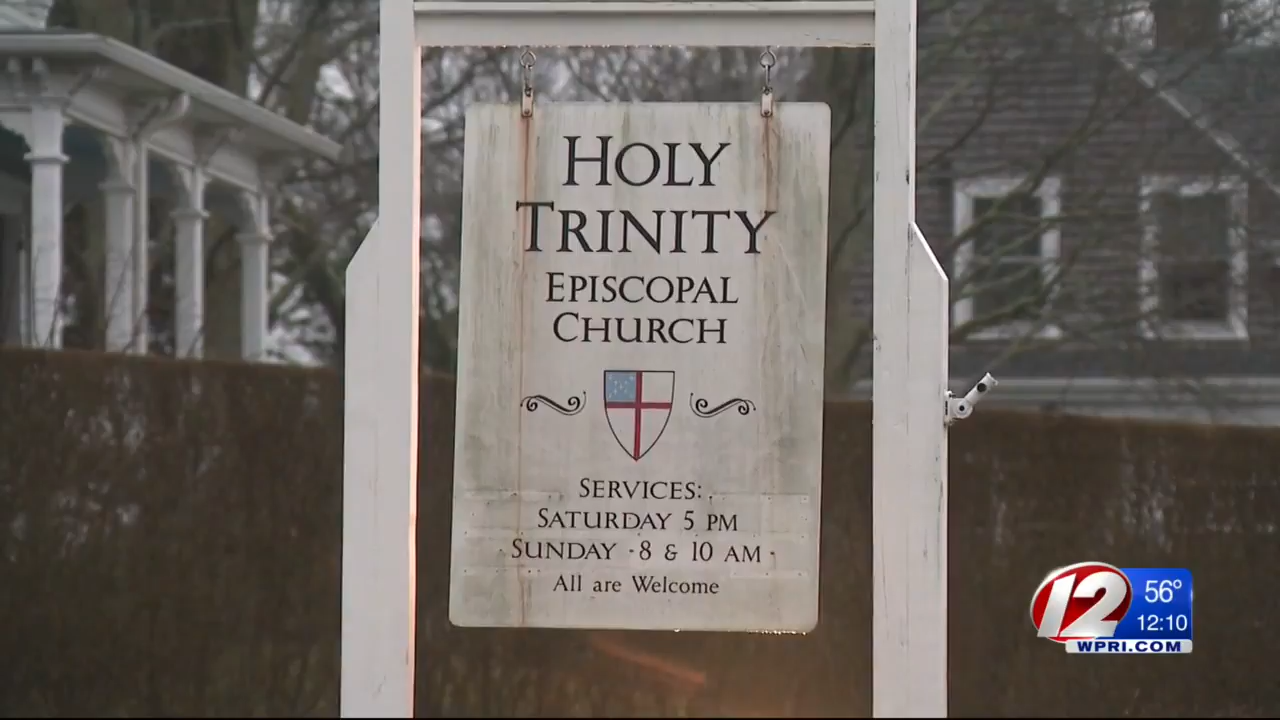 HOLY
TRINITY
EPISCOPAL
CHURCH
SERVICES:
SATURDAY 5 PM
SUNDAY 8 & 10 AM
All are Welcome
12
56°
12:10
WPRI.COM